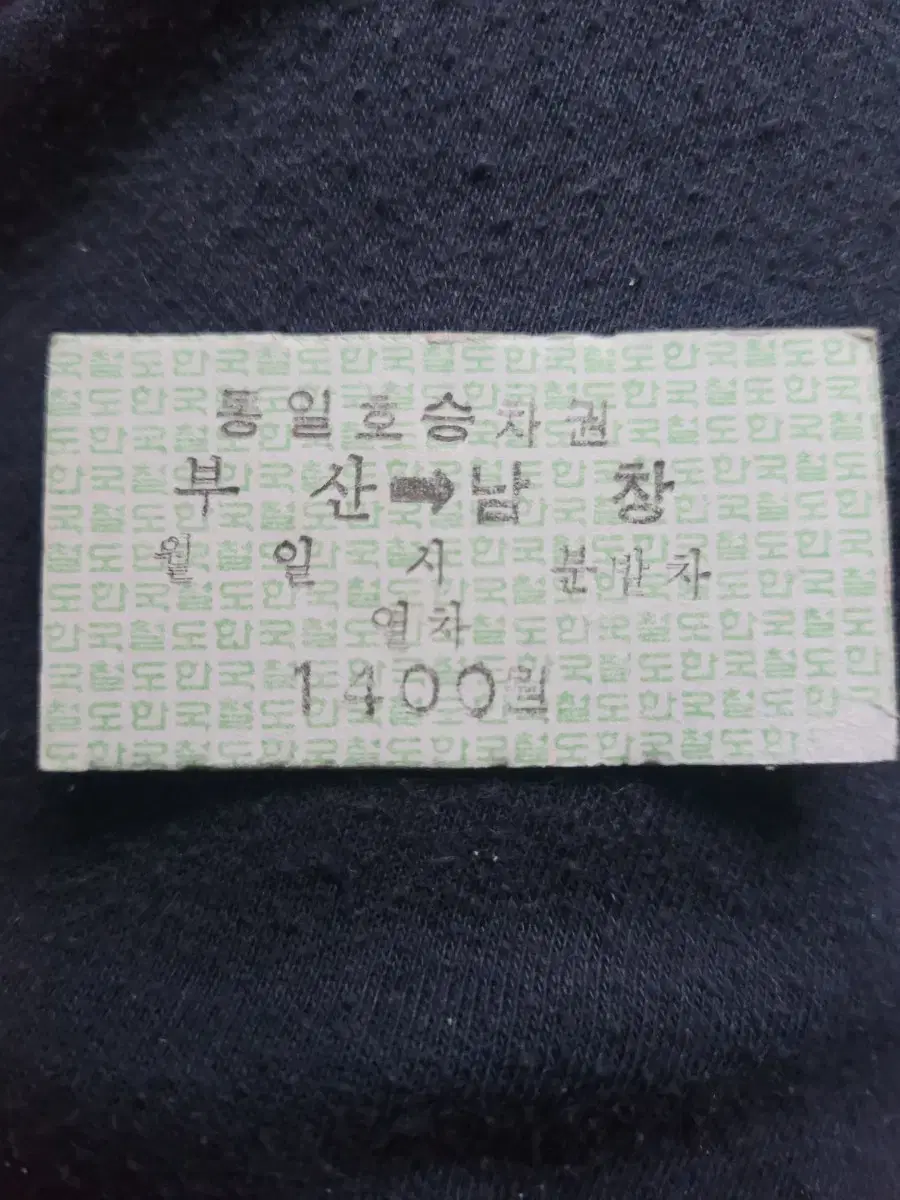 통일호승차권
부 산➡남 창
월 일 시 분발차
열차
1400원